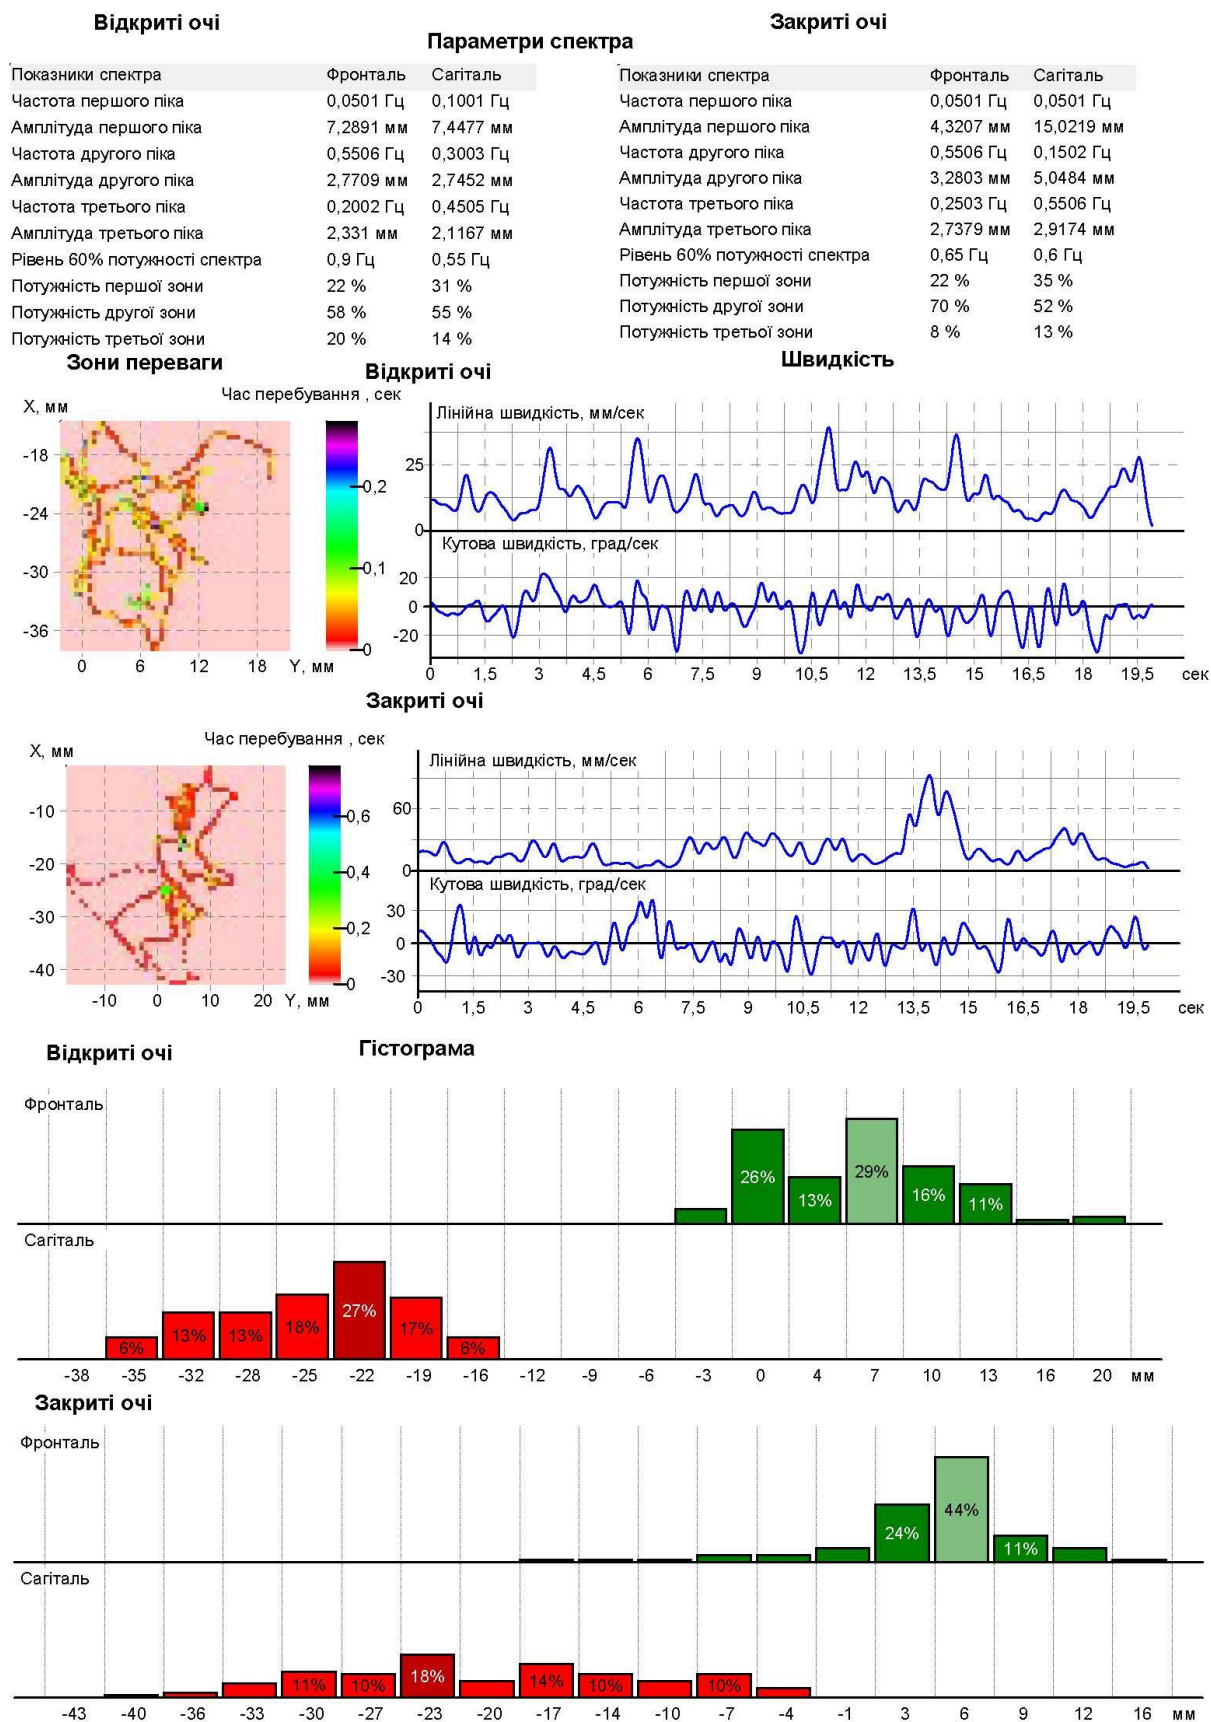 Відкриті очі
Закриті очі
Параметри спектра
Показники спектра Фронталь Сагіталь
Частота першого піка 0,0501 Гц 0,1001 Гц
Амплітуда першого піка 7,2891 мм 7,4477 мм
Частота другого піка 0,5506 Гц 0,3003 Гц
Амплітуда другого піка 2,7709 мм 2,7452 мм
Частота третього піка 0,2002 Гц 0,4505 Гц
Амплітуда третього піка 2,331 мм 2,1167 мм
Рівень 60% потужності спектра 0,9 Гц 0,55 Гц
Потужність першої зони 22 % 31 %
Потужність другої зони 58 % 55 %
Потужність третьої зони 20 % 14 %
Показники спектра Фронталь Сагіталь
Частота першого піка 0,0501 Гц 0,0501 Гц
Амплітуда першого піка 4,3207 мм 15,0219 мм
Частота другого піка 0,5506 Гц 0,1502 Гц
Амплітуда другого піка 3,2803 мм 5,0484 мм
Частота третього піка 0,2503 Гц 0,5506 Гц
Амплітуда третього піка 2,7379 мм 2,9174 мм
Рівень 60% потужності спектра 0,65 Гц 0,6 Гц
Потужність першої зони 22 % 35 %
Потужність другої зони 70 % 52 %
Потужність третьої зони 8 % 13 %
Зони переваги
Відкриті очі
Швидкість
Час перебування , сек
X, мм
-18
-24
-30
-36
0 6 12 18 Y, мм
0,2
0,1
0
Лінійна швидкість, мм/сек
25
0
Кутова швидкість, град/сек
20
0
-20
0 1,5 3 4,5 6 7,5 9 10,5 12 13,5 15 16,5 18 19,5 сек
Закриті очі
Час перебування , сек
X, мм
-10
-20
-30
-40
-10 0 10 20 Y, мм
0,6
0,4
0,2
0
Лінійна швидкість, мм/сек
60
0
Кутова швидкість, град/сек
30
0
-30
0 1,5 3 4,5 6 7,5 9 10,5 12 13,5 15 16,5 18 19,5 сек
Відкриті очі
Гістограма
Фронталь
26% 13% 29% 16% 11%
Сагіталь
6% 13% 13% 18% 27% 17% 6%
-38 -35 -32 -28 -25 -22 -19 -16 -12 -9 -6 -3 0 4 7 10 13 16 20 мм
Закриті очі
Фронталь
24% 44% 11%
Сагіталь
11% 10% 18% 14% 10% 10%
-43 -40 -36 -33 -30 -27 -23 -20 -17 -14 -10 -7 -4 -1 3 6 9 12 16 мм